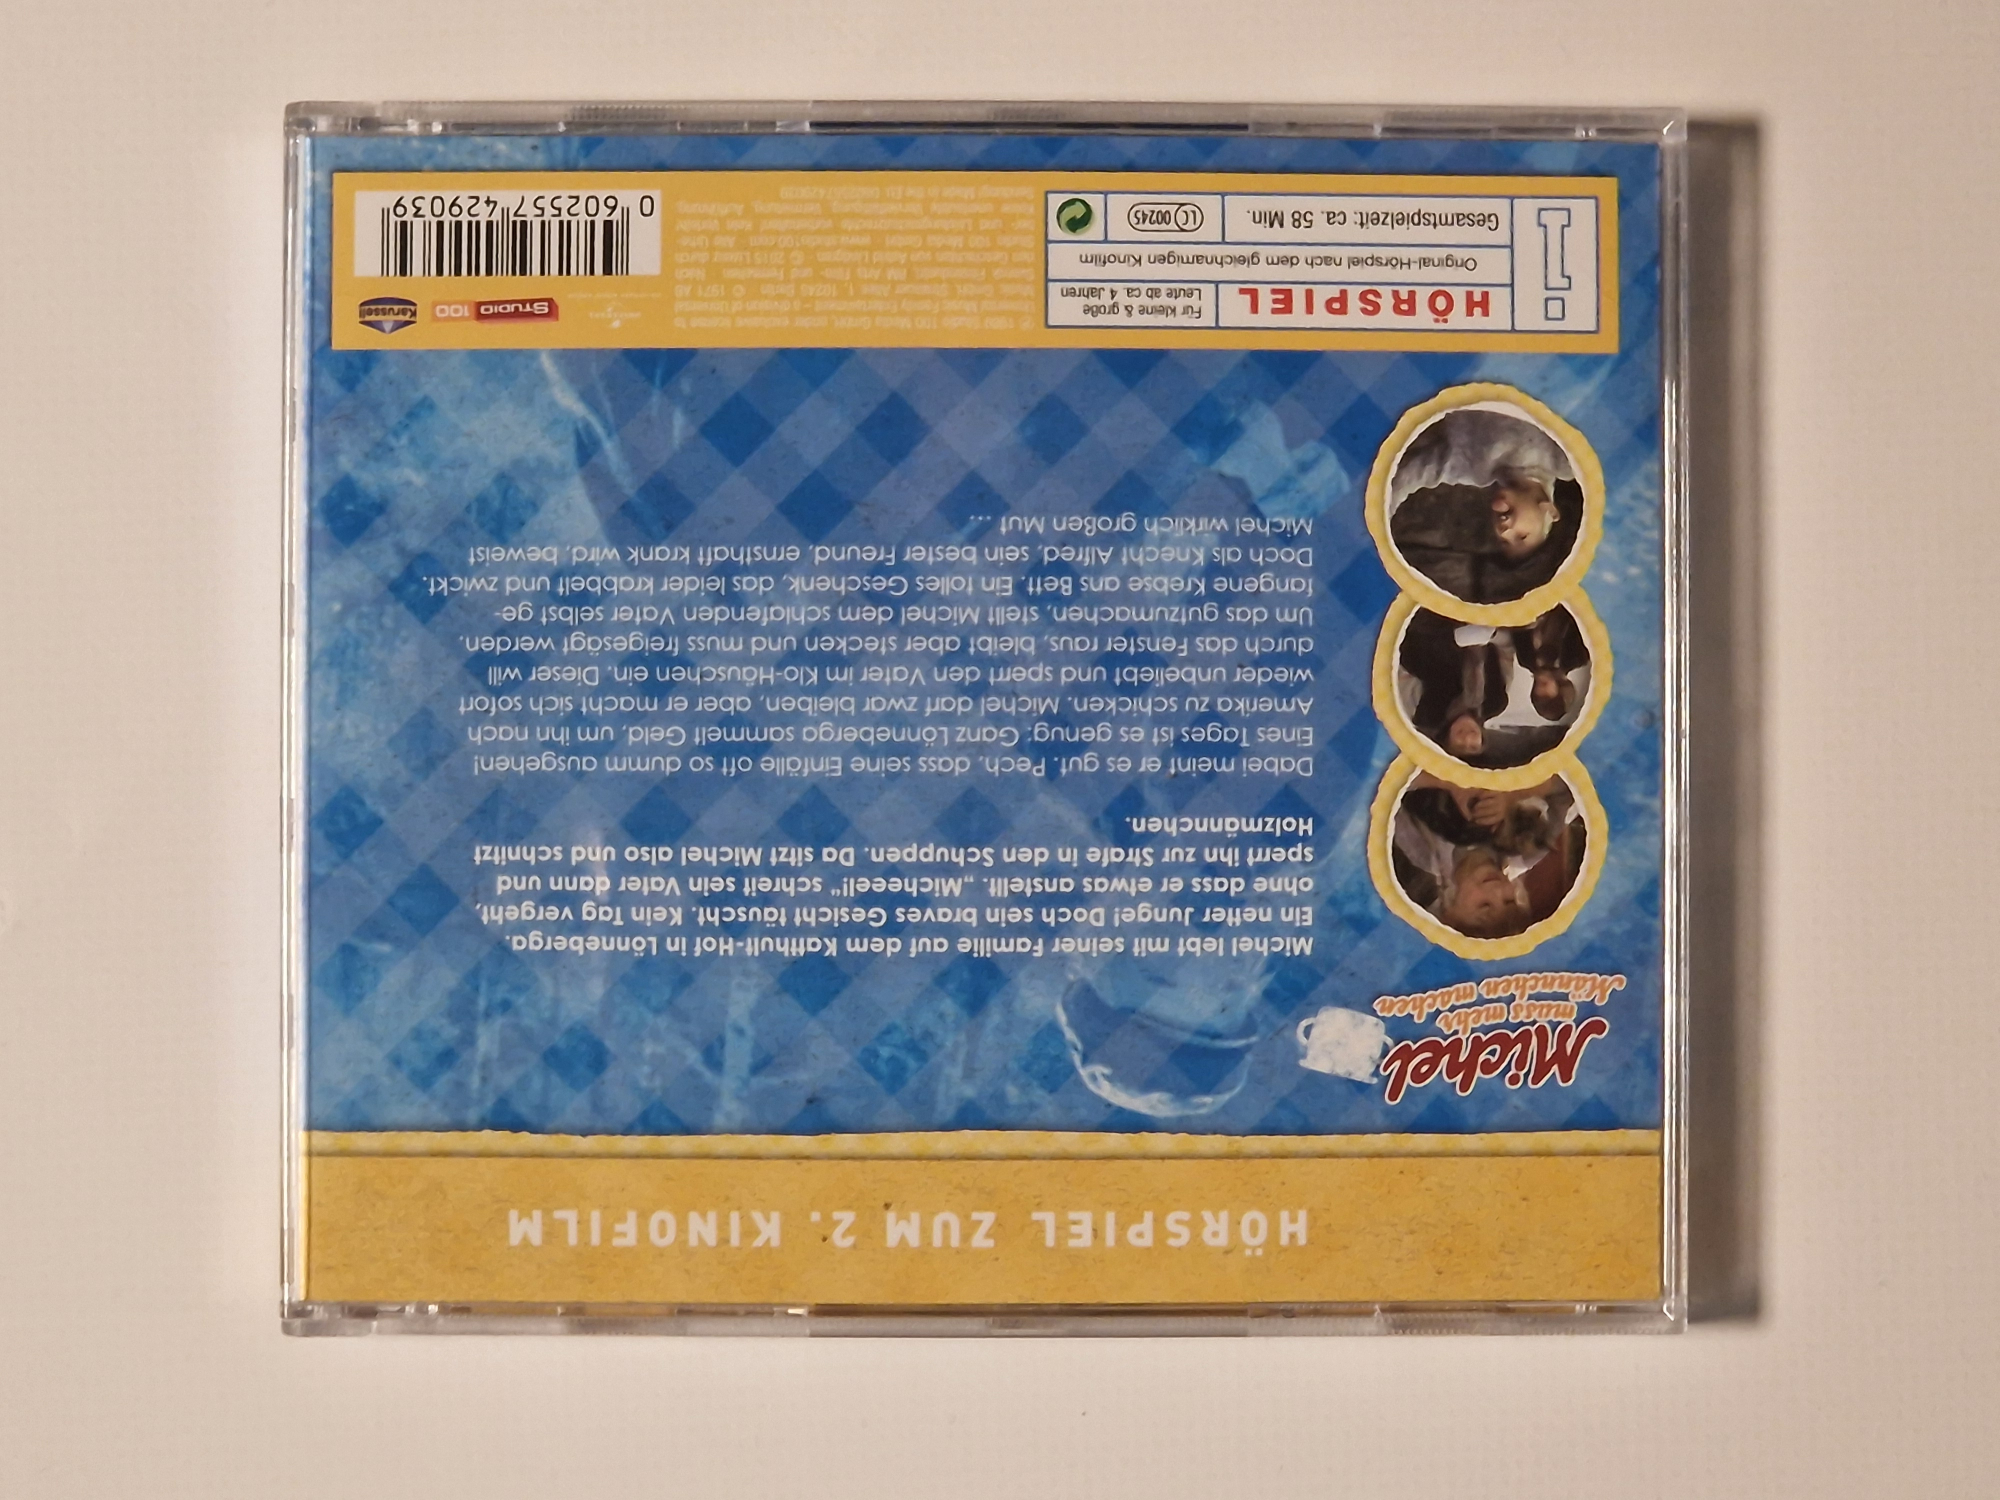 HÖRSPIEL ZUM 2. KINOFILM
Michel
muss mehr
Männchen machen
Michel lebt mit seiner Familie auf dem Katthult-Hof in Lönneberga.
Ein netter Junge! Doch sein braves Gesicht täuscht. Kein Tag vergeht,
ohne dass er etwas anstellt. „Micheeel!“ schreit sein Vater dann und
sperrt ihn zur Strafe in den Schuppen. Da sitzt Michel also und schnitzt
Holzmännchen.
Dabei meint er es gut. Pech, dass seine Einfälle oft so dumm ausgehen!
Eines Tages ist es genug: Ganz Lönneberga sammelt Geld, um ihn nach
Amerika zu schicken. Michel darf zwar bleiben, aber er macht sich sofort
wieder unbeliebt und sperrt den Vater im Klo-Häuschen ein. Dieser will
durch das Fenster raus, bleibt aber stecken und muss freigesägt werden.
Um das gutzumachen, stellt Michel dem schlafenden Vater selbst ge-
fangene Krebse ans Bett. Ein tolles Geschenk, das leider krabbelt und zwickt.
Doch als Knecht Alfred, sein bester Freund, ernsthaft krank wird, beweist
Michel wirklich großen Mut ...
HÖRSPIEL
Für kleine & große
Leute ab ca. 4 Jahren
Original-Hörspiel nach dem gleichnamigen Kinofilm
Gesamtspielzeit: ca. 58 Min.
LC 00245
STUDIO 100
Karussell
0 602557 429039